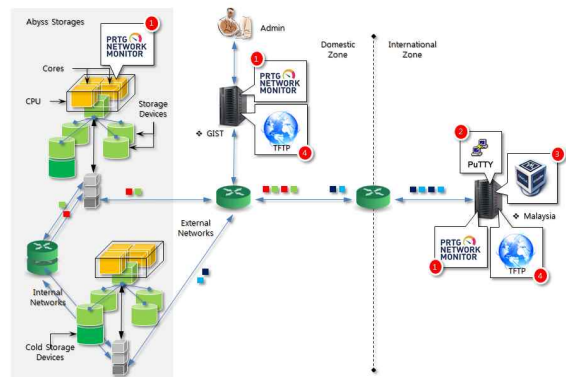 Abyss Storages
1
PRTG
NETWORK
MONITOR
Cores
CPU
Storage
Devices
Admin
1
PRTG
NETWORK
MONITOR
❖ GIST
TFTP
4
Domestic
Zone
International
Zone
2
PuTTY
3
❖ Malaysia
PRTG
NETWORK
MONITOR
1
TFTP
4
External
Networks
Internal
Networks
Cold Storage
Devices